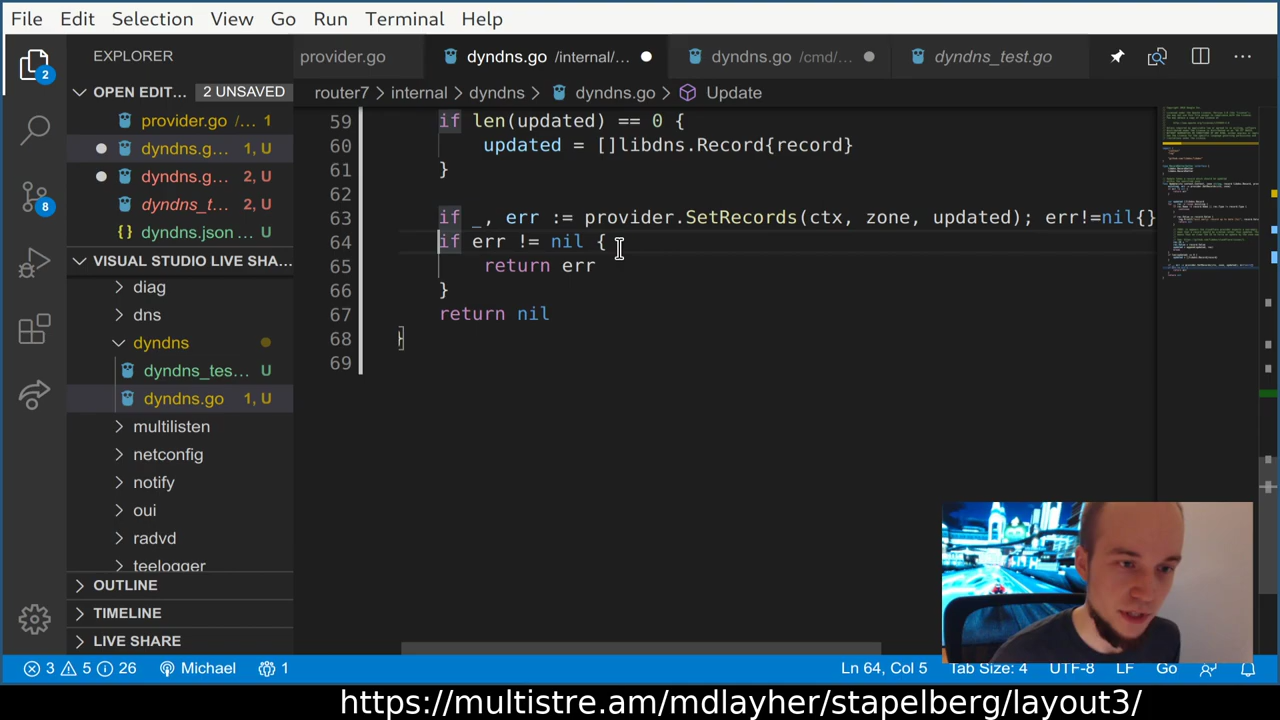 File Edit Selection View Go Run Terminal Help
EXPLORER
provider.go
dyndns.go /internal/...
dyndns.go /cmd/...
dyndns_test.go
OPEN EDIT... 2 UNSAVED
router7 > internal > dyndns > dyndns.go > Update
provider.go /... 1
dyndns.g... 1, U
dyndns.g... 2, U
dyndns_t... 2, U
{} dyndns.json ... U
VISUAL STUDIO LIVE SHA...
diag
dns
dyndns
dyndns_tes... U
dyndns.go 1, U
multilisten
netconfig
notify
oui
radvd
teelogger
OUTLINE
TIMELINE
LIVE SHARE
2
8
59 if len(updated) == 0 {
60 updated = []libdns.Record{record}
61 }
62
63 if _, err := provider.SetRecords(ctx, zone, updated); err!=nil{}
64 if err != nil {
65 return err
66 }
67 return nil
68 }
69
3 5 26 Michael 1 Ln 64, Col 5 Tab Size: 4 UTF-8 LF Go
https://multistre.am/mdlayher/stapelberg/layout3/